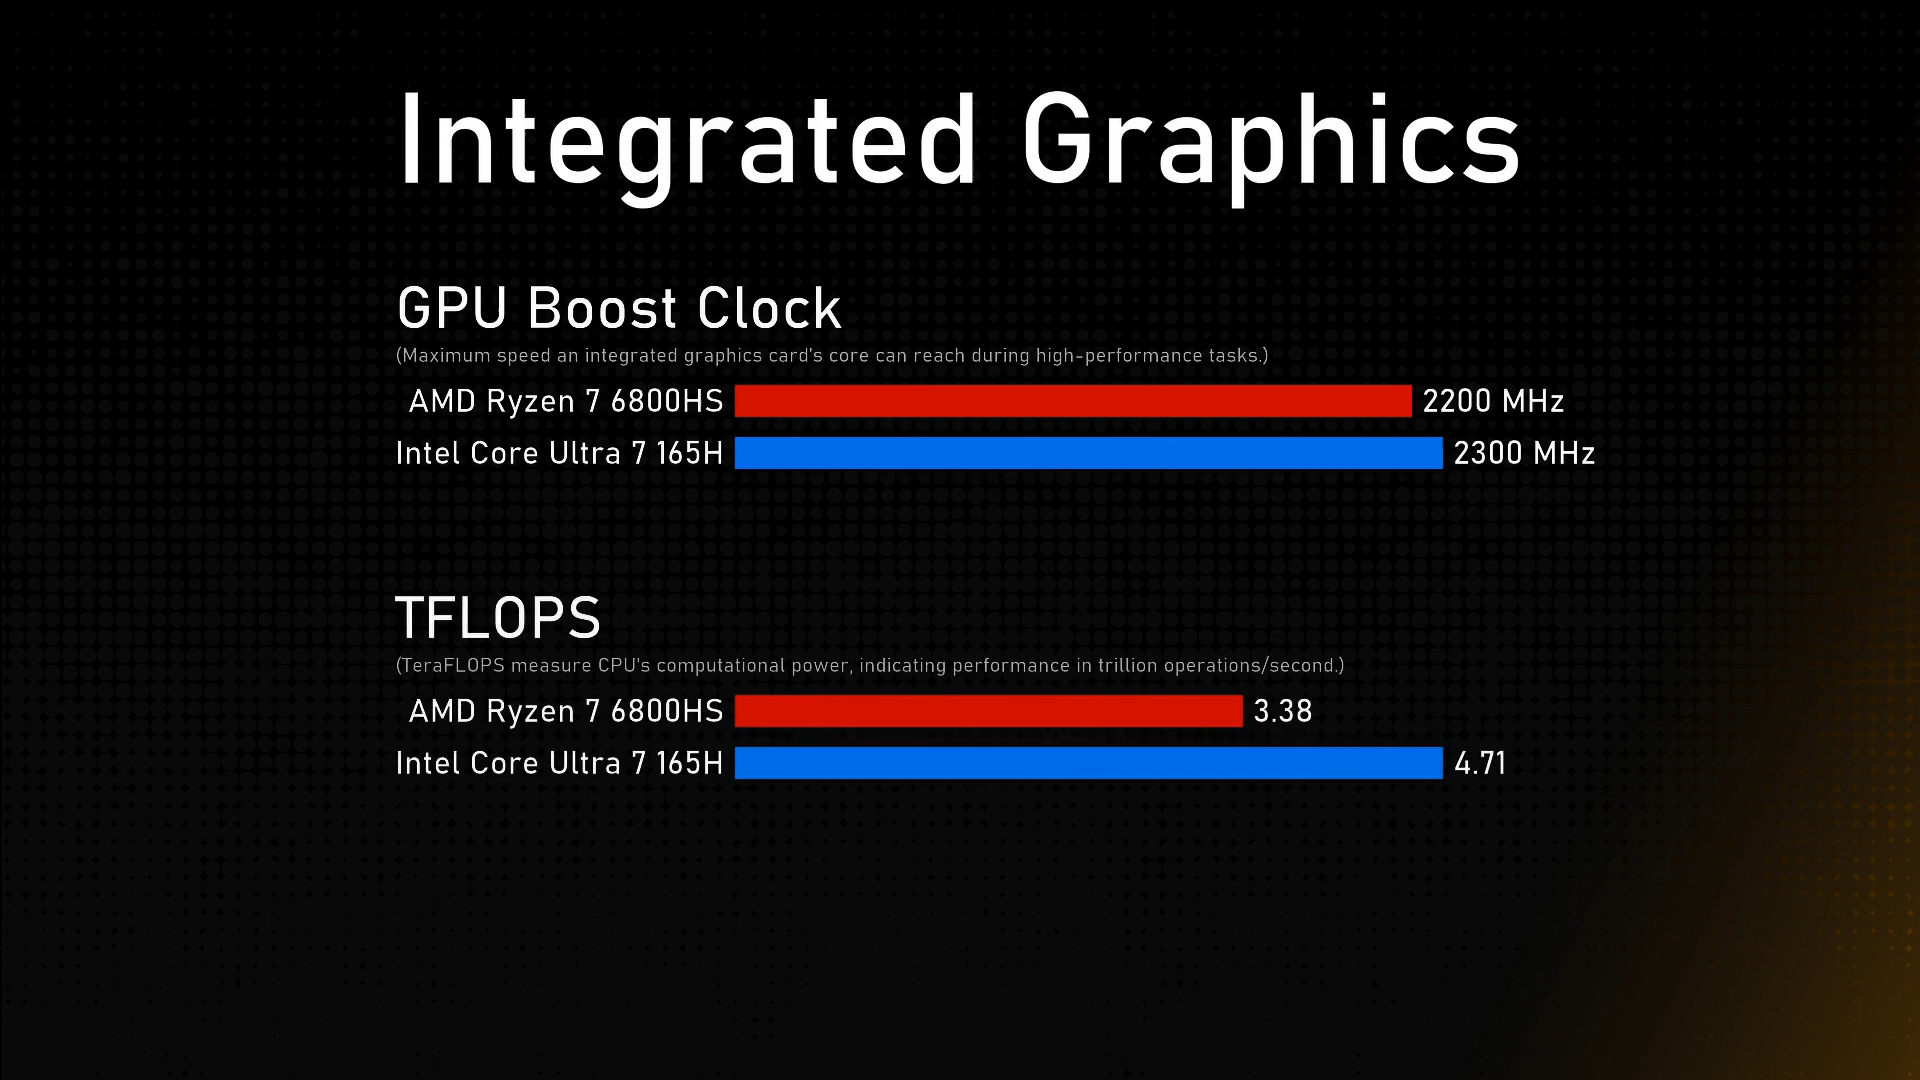 Integrated Graphics
GPU Boost Clock
(Maximum speed an integrated graphics card's core can reach during high-performance tasks.)
AMD Ryzen 7 6800HS 2200 MHz
Intel Core Ultra 7 165H 2300 MHz
TFLOPS
(TeraFLOPS measure CPU's computational power, indicating performance in trillion operations/second.)
AMD Ryzen 7 6800HS 3.38
Intel Core Ultra 7 165H 4.71